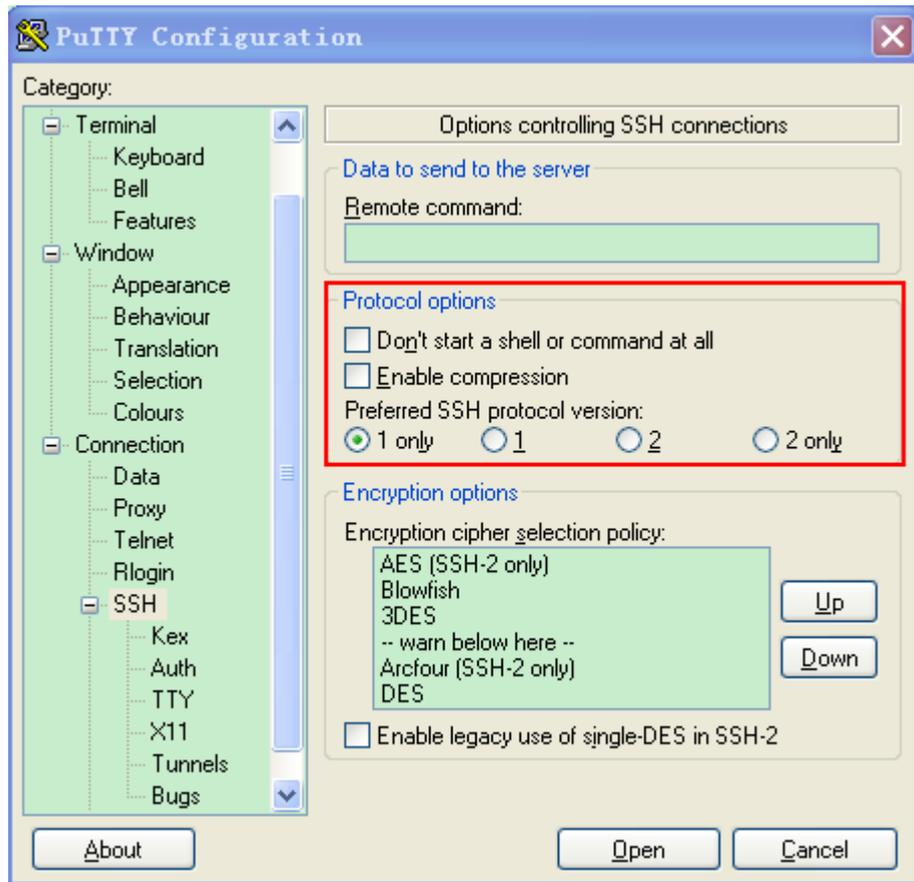 PuTTY Configuration
Category:
Terminal
Keyboard
Bell
Features
Window
Appearance
Behaviour
Translation
Selection
Colours
Connection
Data
Proxy
Telnet
Rlogin
SSH
Kex
Auth
TTY
X11
Tunnels
Bugs
Options controlling SSH connections
Data to send to the server
Remote command:
Protocol options
Don't start a shell or command at all
Enable compression
Preferred SSH protocol version:
1 only 1 2 2 only
Encryption options
Encryption cipher selection policy:
AES (SSH-2 only)
Blowfish
3DES
-- warn below here --
Arcfour (SSH-2 only)
DES
Up
Down
Enable legacy use of single-DES in SSH-2
About Open Cancel